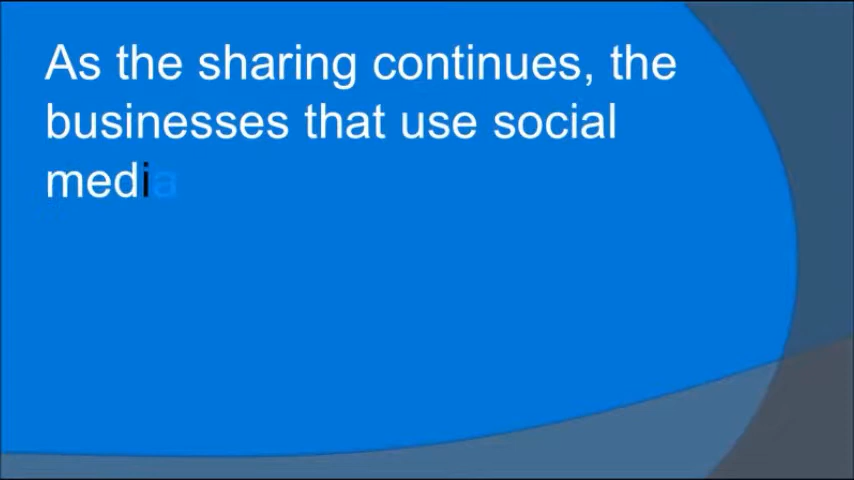 As the sharing continues, the
businesses that use social
media